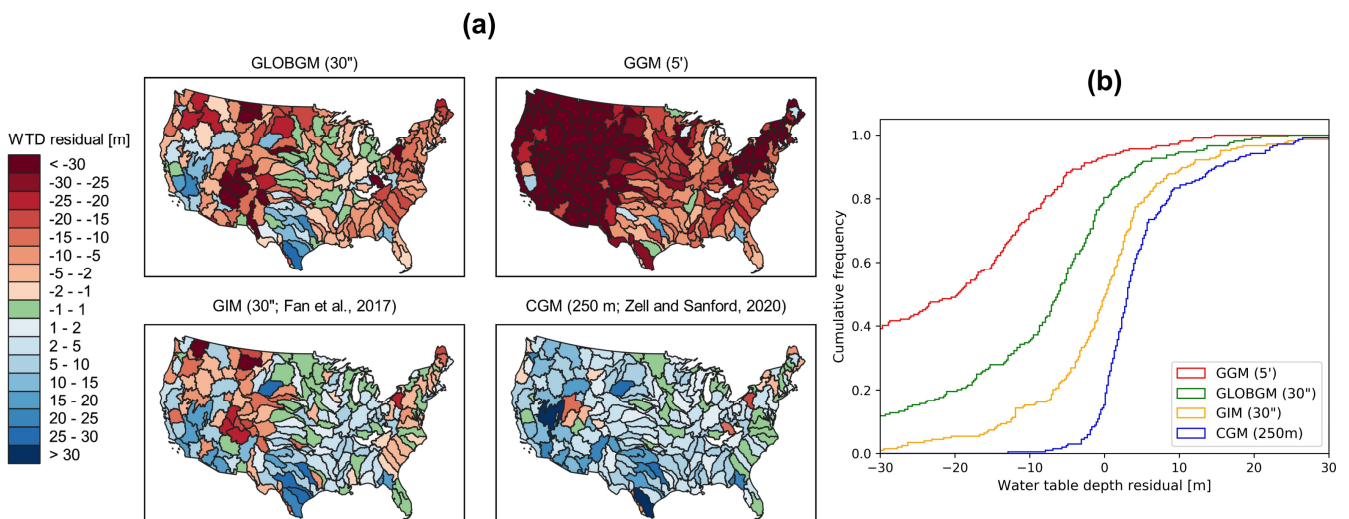 (a)
GLOBGM (30")
GGM (5')
WTD residual [m]
< -30
-30 - -25
-25 - -20
-20 - -15
-15 - -10
-10 - -5
-5 - -2
-2 - -1
-1 - 1
1 - 2
2 - 5
5 - 10
10 - 15
15 - 20
20 - 25
25 - 30
> 30
GIM (30"; Fan et al., 2017)
CGM (250 m; Zell and Sanford, 2020)
(b)
Cumulative frequency
1.0
0.8
0.6
0.4
0.2
0.0
GGM (5')
GLOBGM (30")
GIM (30")
CGM (250m)
−30
−20
−10
0
10
20
30
Water table depth residual [m]